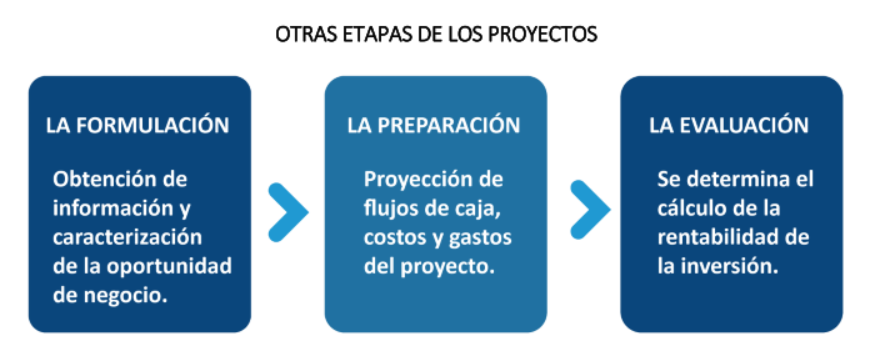 OTRAS ETAPAS DE LOS PROYECTOS
LA FORMULACIÓN
Obtención de
información y
caracterización
de la oportunidad
de negocio.
LA PREPARACIÓN
Proyección de
flujos de caja,
costos y gastos
del proyecto.
LA EVALUACIÓN
Se determina el
cálculo de la
rentabilidad de
la inversión.